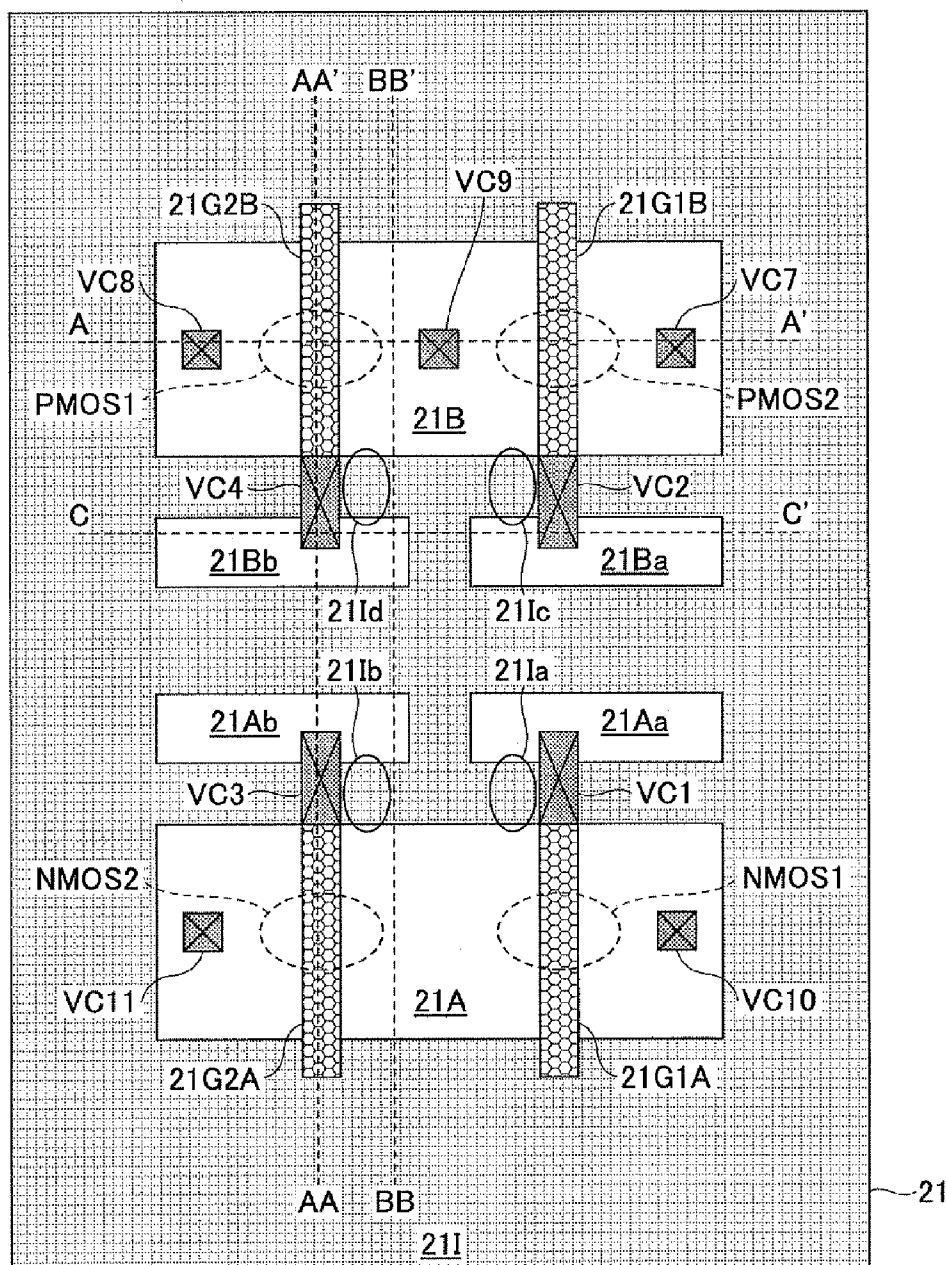 AA' BB'
VC9
21G2B 21G1B
VC8 VC7
A A'
PMOS1 21B PMOS2
VC4 VC2
C C'
21Bb 21Ba
21Id 21Ic
21Ib 21Ia
21Ab 21Aa
VC3 VC1
NMOS2 NMOS1
VC11 21A VC10
21G2A 21G1A
AA BB 21
21I